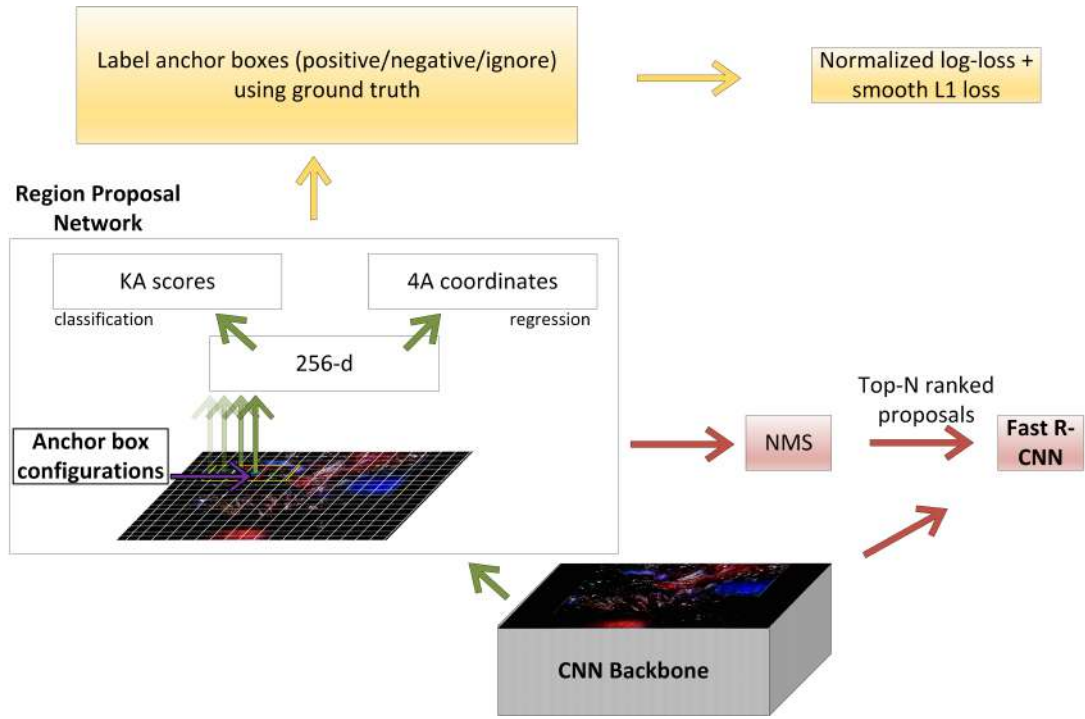 Label anchor boxes (positive/negative/ignore)
using ground truth
Normalized log-loss +
smooth L1 loss
Region Proposal
Network
KA scores
classification
4A coordinates
regression
256-d
Anchor box
configurations
NMS
Top-N ranked
proposals
Fast R-
CNN
CNN Backbone